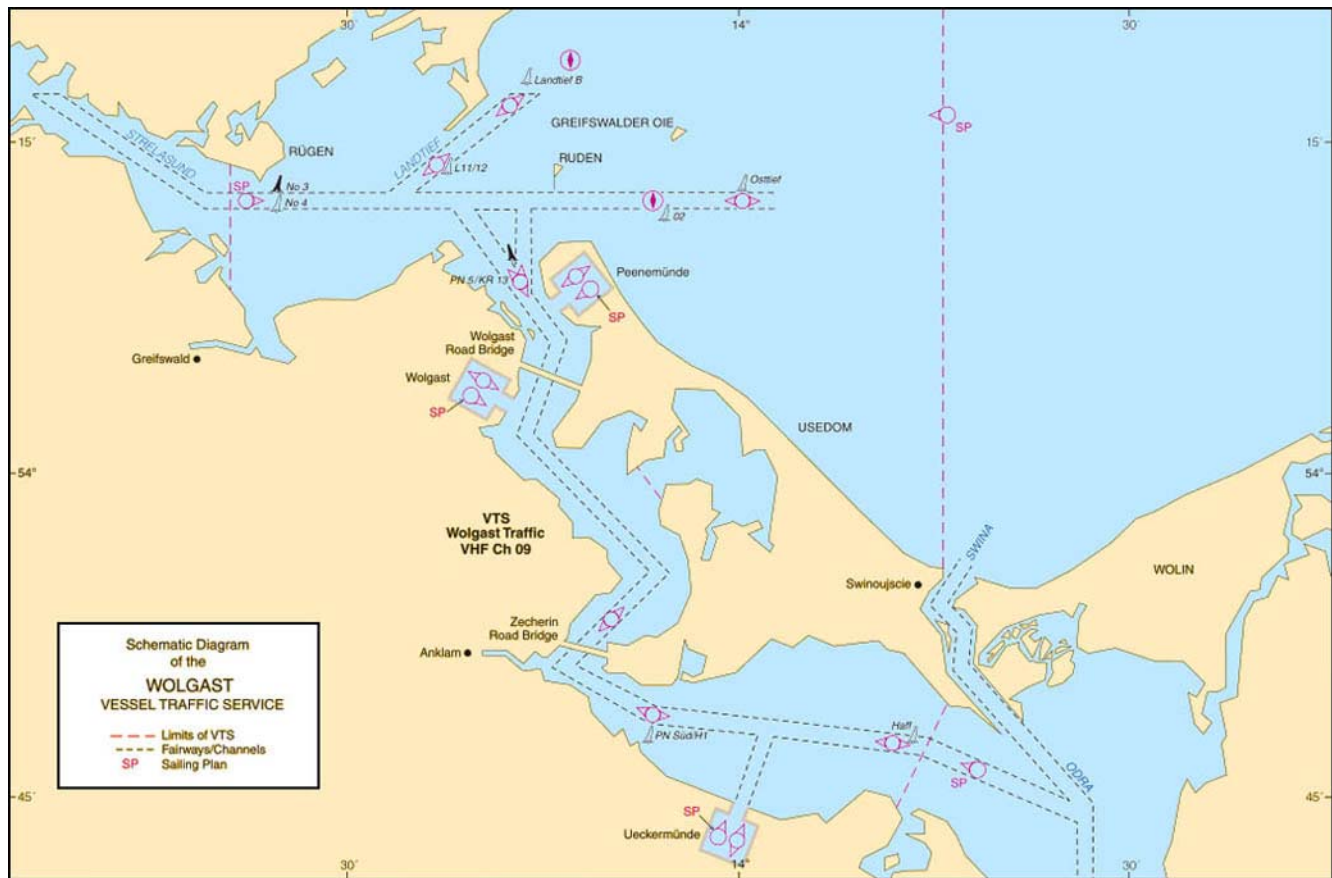 30´
14°
30´
Landtief B
STRELASUND
LANDTIEF
GREIFSWALDER OIE
SP
15´
15´
RÜGEN
RUDEN
L11/12
SP
No 3
No 4
Osttief
02
PN 5/KR 13
Peenemünde
SP
Wolgast
Road Bridge
Greifswald
Wolgast
SP
USEDOM
54°
54°
VTS
Wolgast Traffic
VHF Ch 09
SWINA
WOLIN
Swinoujscie
Zecherin
Road Bridge
Anklam
Schematic Diagram
of the
WOLGAST
VESSEL TRAFFIC SERVICE
Limits of VTS
Fairways/Channels
SP Sailing Plan
PN Süd/H1
Haff
SP
ODRA
45´
45´
SP
Ueckermünde
30´
14°
30´